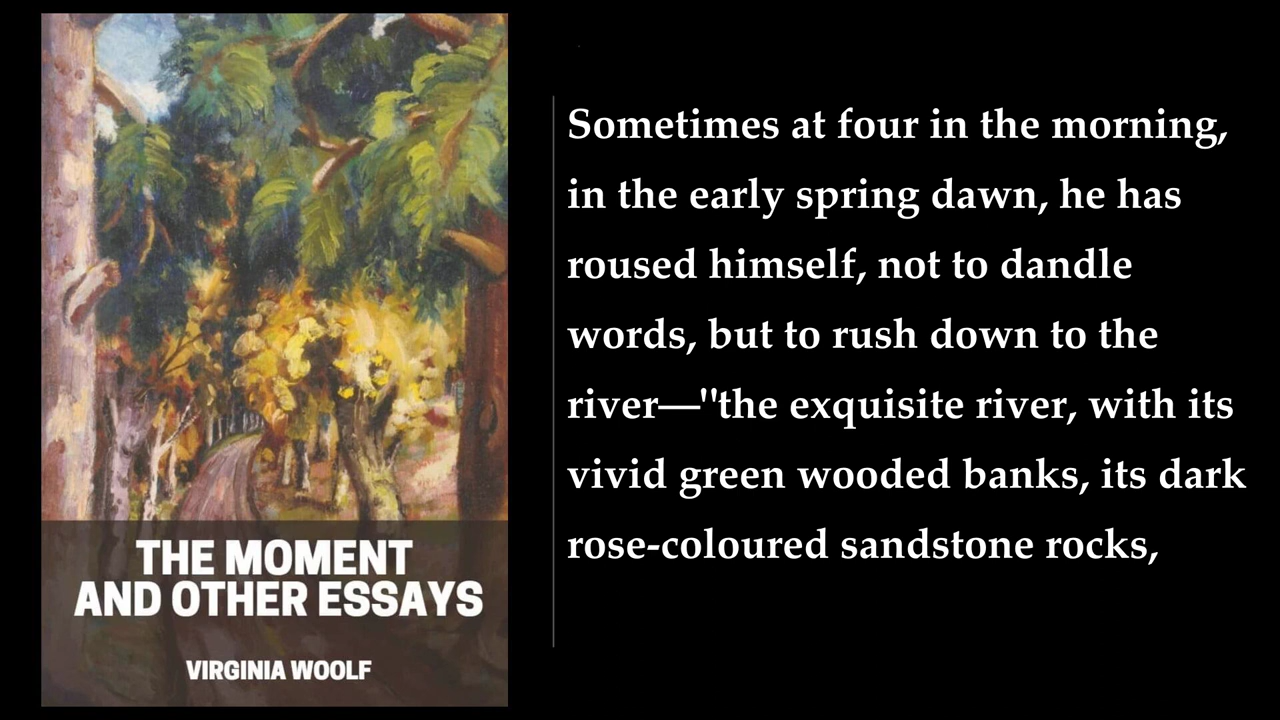 THE MOMENT
AND OTHER ESSAYS
VIRGINIA WOOLF
Sometimes at four in the morning,
in the early spring dawn, he has
roused himself, not to dandle
words, but to rush down to the
river—"the exquisite river, with its
vivid green wooded banks, its dark
rose-coloured sandstone rocks,